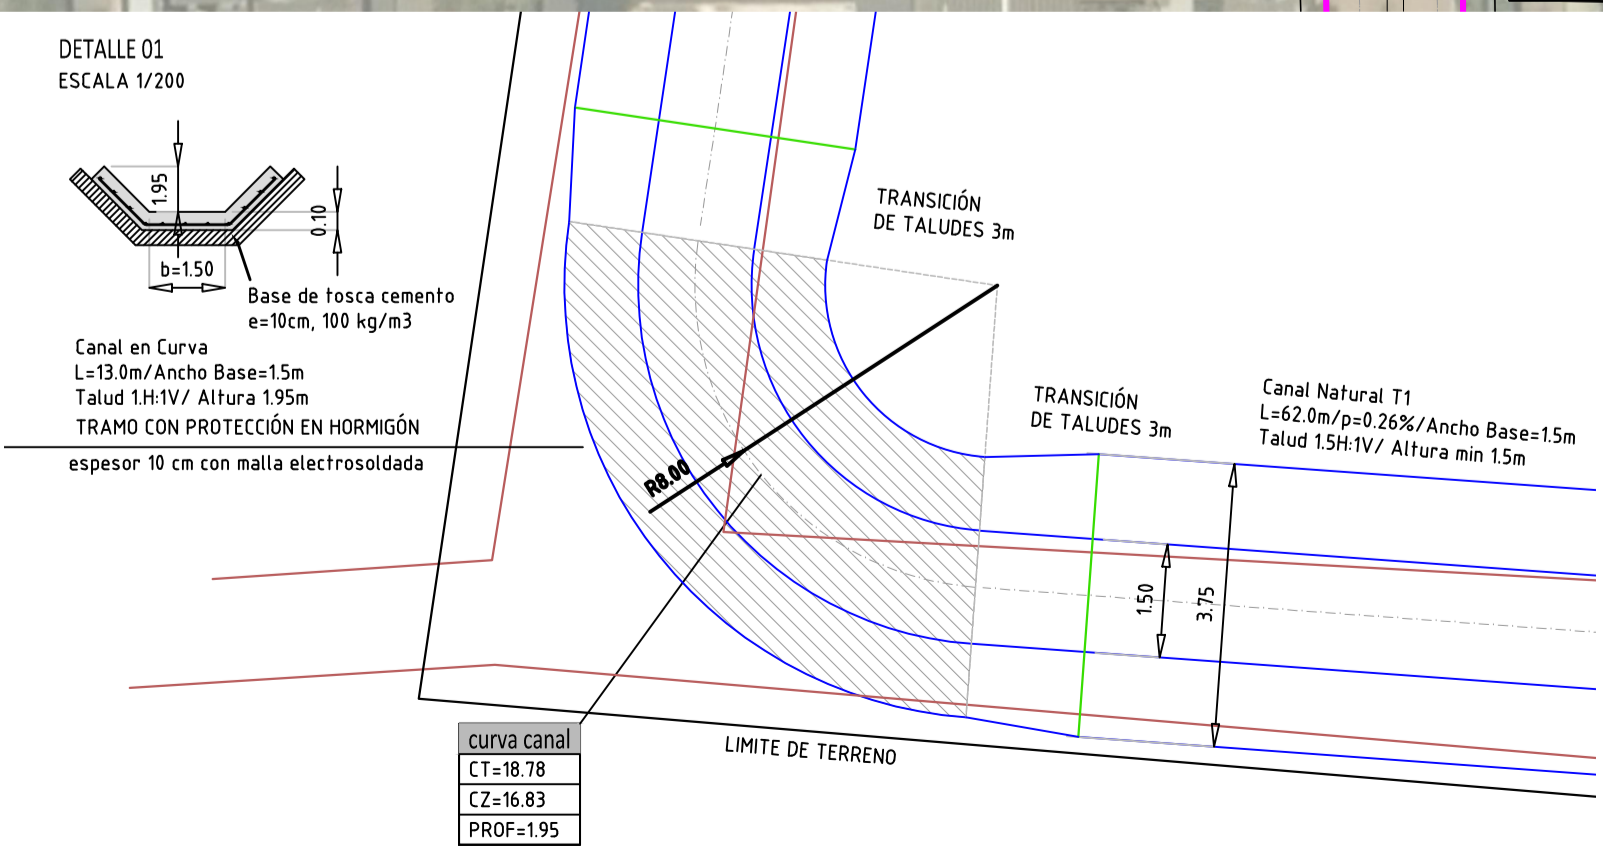 DETALLE 01
ESCALA 1/200
1.95
0.10
b=1.50
Base de tosca cemento
e=10cm, 100 kg/m3
Canal en Curva
L=13.0m/Ancho Base=1.5m
Talud 1.H:1V/ Altura 1.95m
TRAMO CON PROTECCIÓN EN HORMIGÓN
espesor 10 cm con malla electrosoldada
TRANSICIÓN
DE TALUDES 3m
R8.00
TRANSICIÓN
DE TALUDES 3m
Canal Natural T1
L=62.0m/p=0.26%/Ancho Base=1.5m
Talud 1.5H:1V/ Altura min 1.5m
1.50
3.75
curva canal
CT=18.78
CZ=16.83
PROF=1.95
LIMITE DE TERRENO